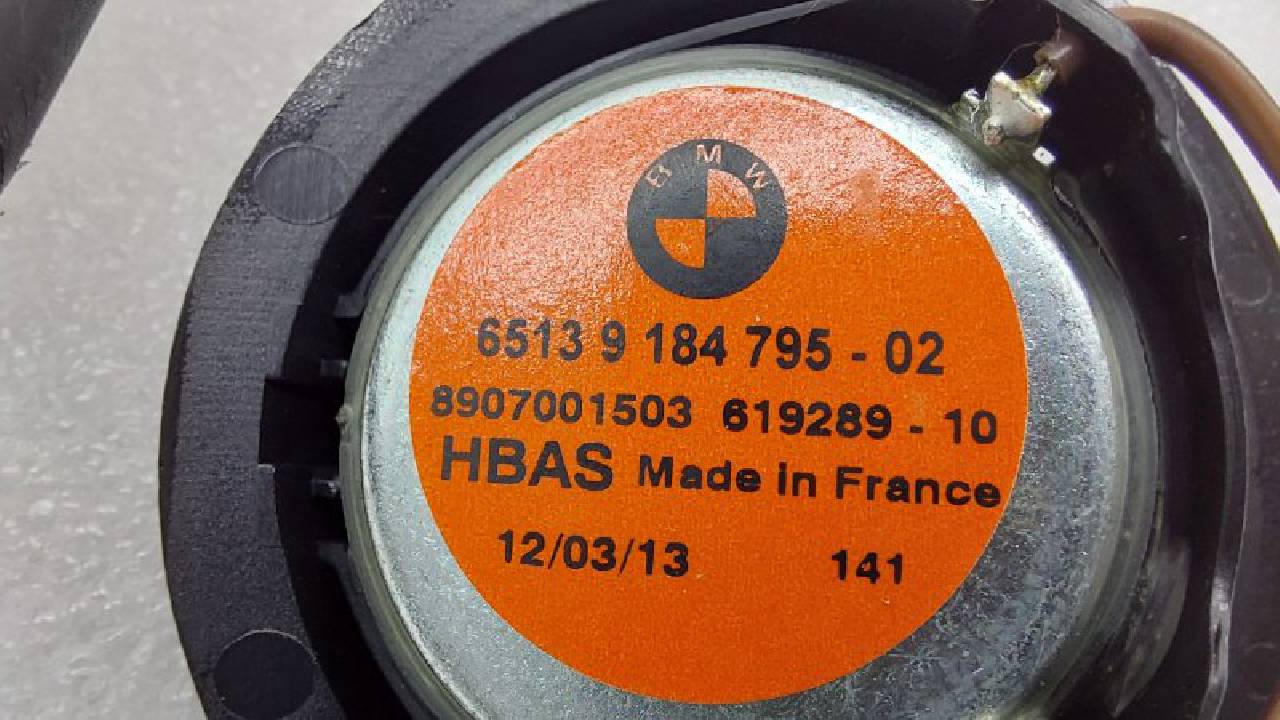 BMW
6513 9 184 795 - 02
8907001503 619289 - 10
HBAS Made in France
12/03/13 141